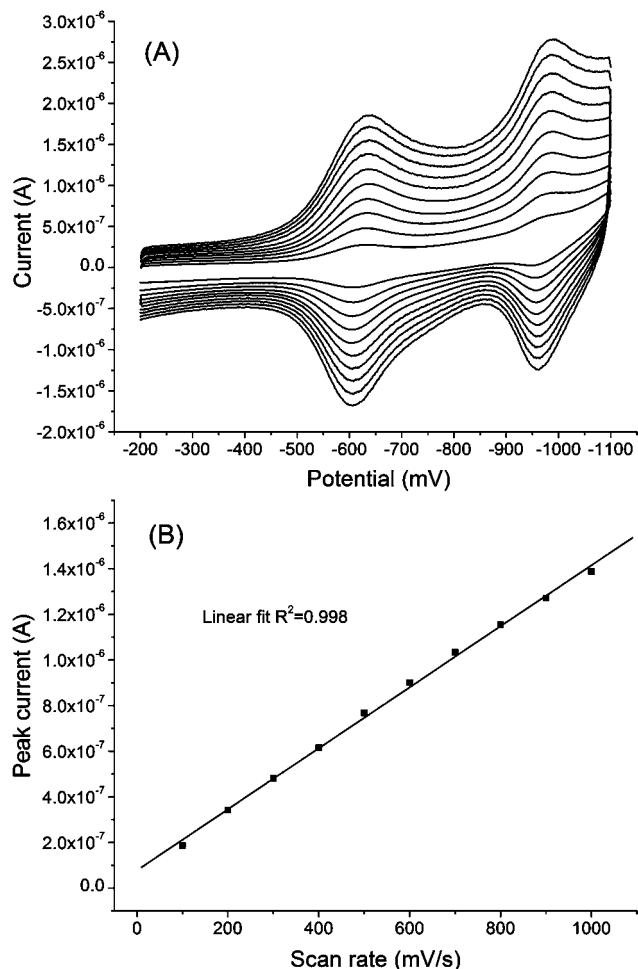 (A)
Current (A)
3.0x10⁻⁶
2.5x10⁻⁶
2.0x10⁻⁶
1.5x10⁻⁶
1.0x10⁻⁶
5.0x10⁻⁷
0.0
-5.0x10⁻⁷
-1.0x10⁻⁶
-1.5x10⁻⁶
-2.0x10⁻⁶
-200 -300 -400 -500 -600 -700 -800 -900 -1000 -1100
Potential (mV)
(B)
Linear fit R²=0.998
Peak current (A)
1.6x10⁻⁶
1.4x10⁻⁶
1.2x10⁻⁶
1.0x10⁻⁶
8.0x10⁻⁷
6.0x10⁻⁷
4.0x10⁻⁷
2.0x10⁻⁷
0.0
0 200 400 600 800 1000
Scan rate (mV/s)